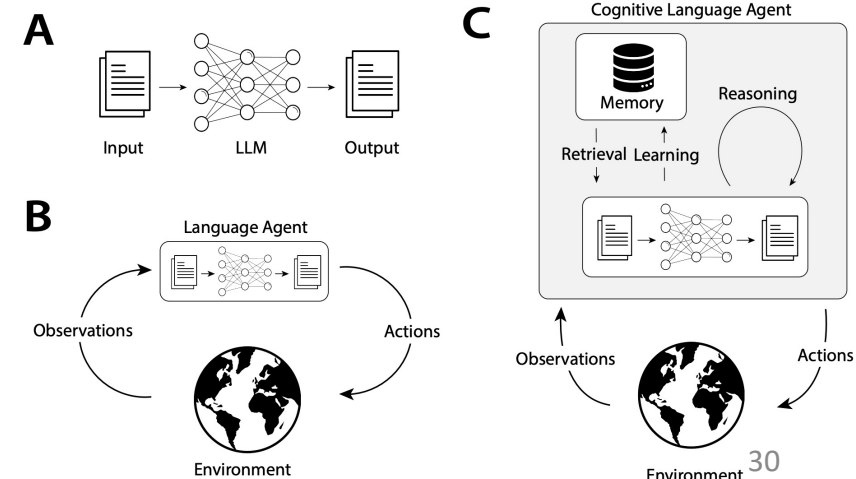 A
Input
LLM
Output
B
Language Agent
Observations
Actions
Environment
C
Cognitive Language Agent
Memory
Reasoning
Retrieval Learning
Observations
Actions
Environment
30